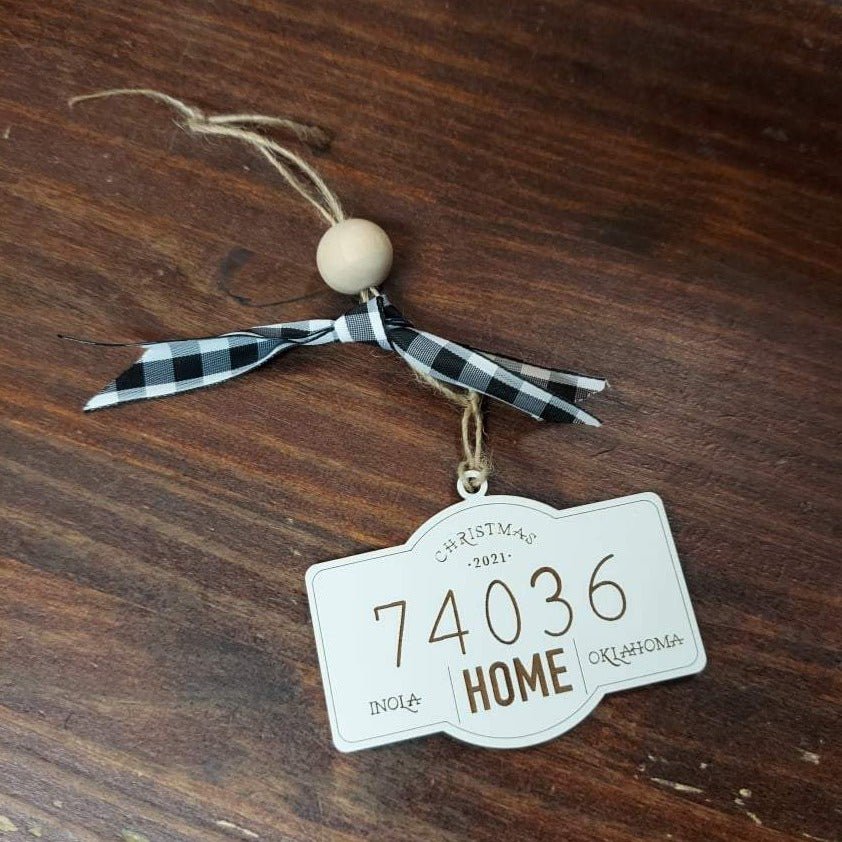 CHRISTMAS
·2021·
74036
INOLA HOME OKLAHOMA